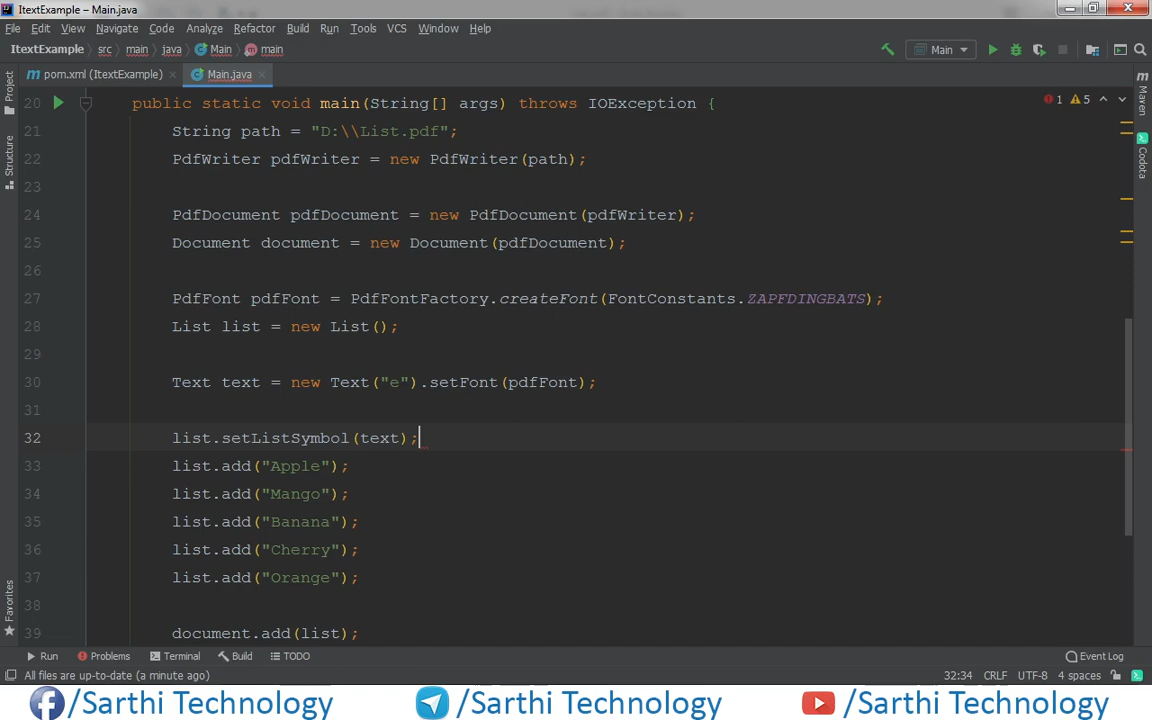 ItextExample – Main.java
File Edit View Navigate Code Analyze Refactor Build Run Tools VCS Window Help
ItextExample src main java Main main Main
pom.xml (ItextExample) Main.java
20 public static void main(String[] args) throws IOException { 1 5
21 String path = "D:\\List.pdf";
22 PdfWriter pdfWriter = new PdfWriter(path);
23
24 PdfDocument pdfDocument = new PdfDocument(pdfWriter);
25 Document document = new Document(pdfDocument);
26
27 PdfFont pdfFont = PdfFontFactory.createFont(FontConstants.ZAPFDINGBATS);
28 List list = new List();
29
30 Text text = new Text("e").setFont(pdfFont);
31
32 list.setListSymbol(text);
33 list.add("Apple");
34 list.add("Mango");
35 list.add("Banana");
36 list.add("Cherry");
37 list.add("Orange");
38
39 document.add(list);
Project
Structure
Favorites
Maven
Codota
Run Problems Terminal Build TODO Event Log
All files are up-to-date (a minute ago) 32:34 CRLF UTF-8 4 spaces
/Sarthi Technology /Sarthi Technology /Sarthi Technology